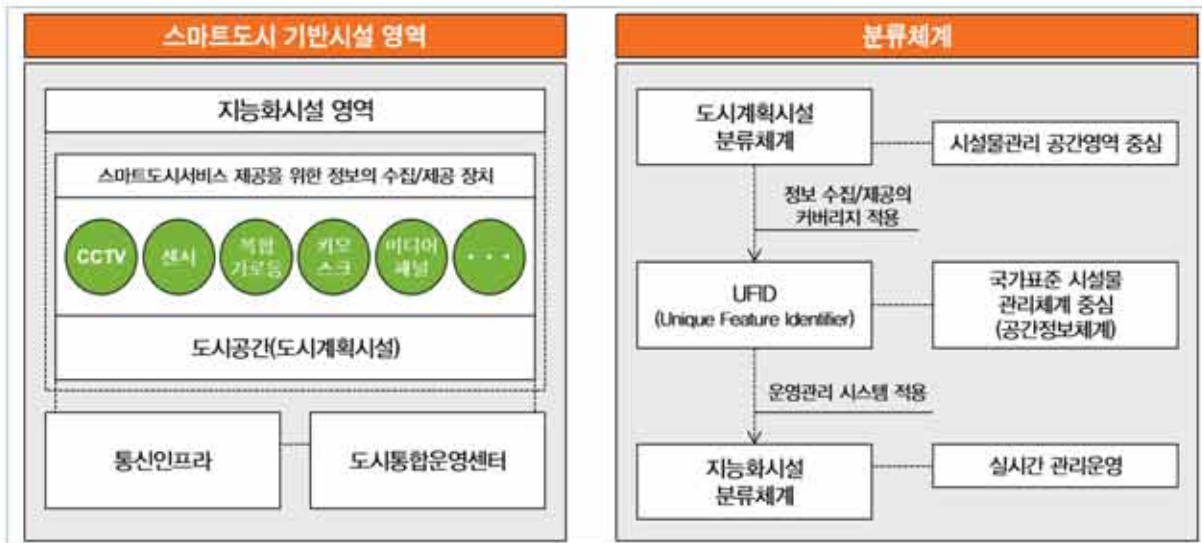 스마트도시 기반시설 영역
지능화시설 영역
스마트도시서비스 제공을 위한 정보의 수집/제공 장치
CCTV
센서
복합
가로등
키오
스크
미디어
패널
• • •
도시공간(도시계획시설)
통신인프라
도시통합운영센터
분류체계
도시계획시설
분류체계
시설물관리 공간영역 중심
정보 수집/제공의
커버리지 적용
UFID
(Unique Feature Identifier)
국가표준 시설물
관리체계 중심
(공간정보체계)
운영관리 시스템 적용
지능화시설
분류체계
실시간 관리운영